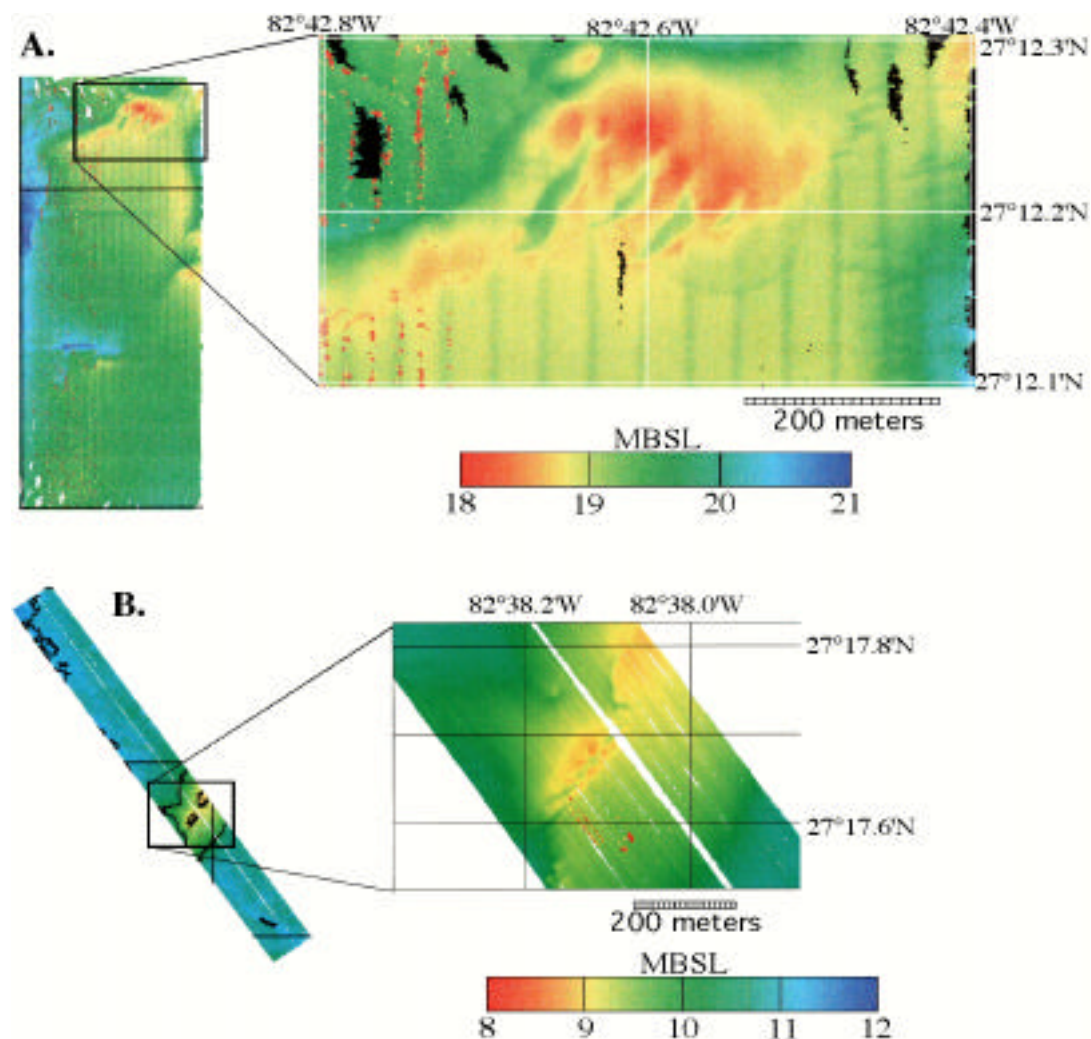 A.
82°42.8'W 82°42.6'W 82°42.4'W
27°12.3'N
27°12.2'N
27°12.1'N
200 meters
MBSL
18 19 20 21
B.
82°38.2'W 82°38.0'W
27°17.8'N
27°17.6'N
200 meters
MBSL
8 9 10 11 12